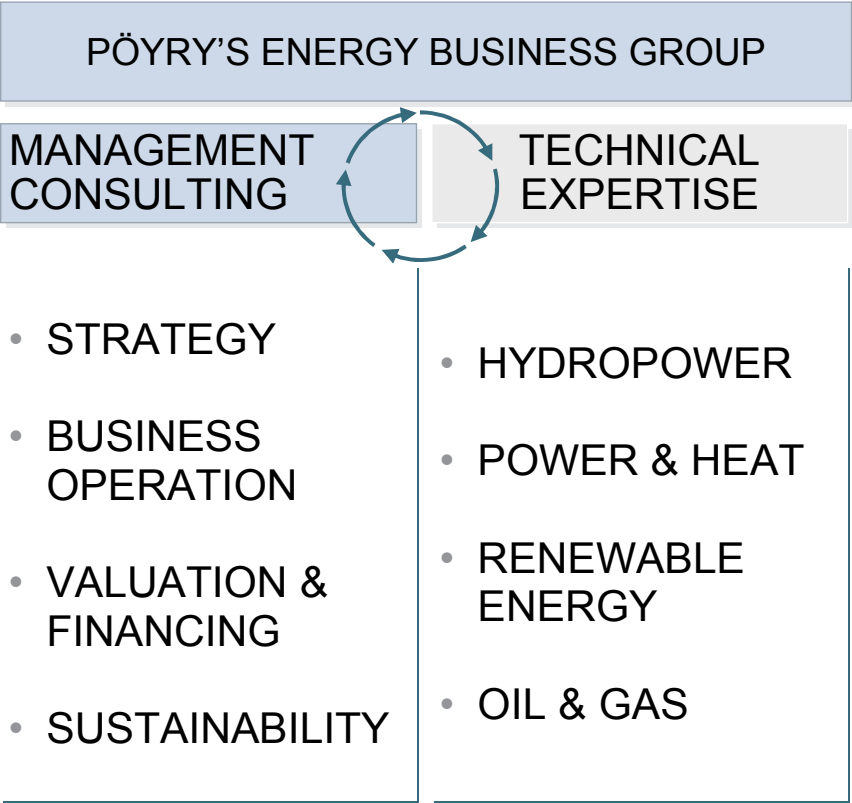 PÖYRY’S ENERGY BUSINESS GROUP
MANAGEMENT
CONSULTING
TECHNICAL
EXPERTISE
• STRATEGY
• BUSINESS
OPERATION
• VALUATION &
FINANCING
• SUSTAINABILITY
• HYDROPOWER
• POWER & HEAT
• RENEWABLE
ENERGY
• OIL & GAS